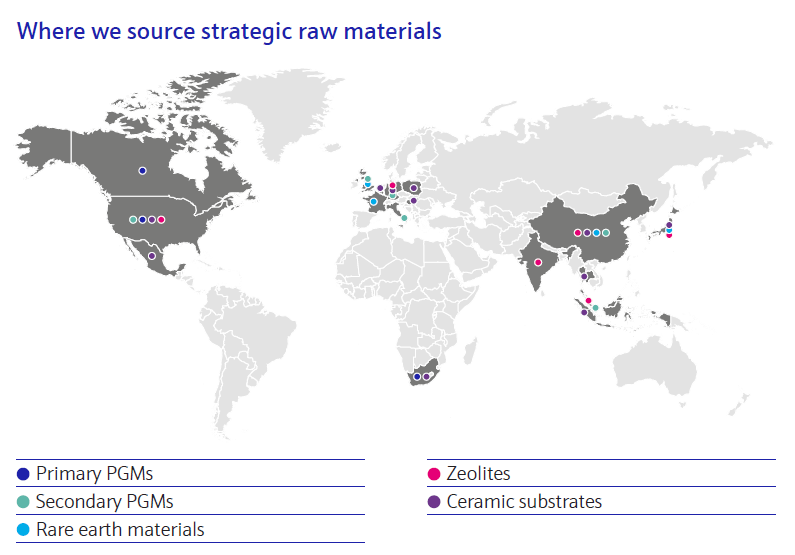 Where we source strategic raw materials
Primary PGMs
Secondary PGMs
Rare earth materials
Zeolites
Ceramic substrates